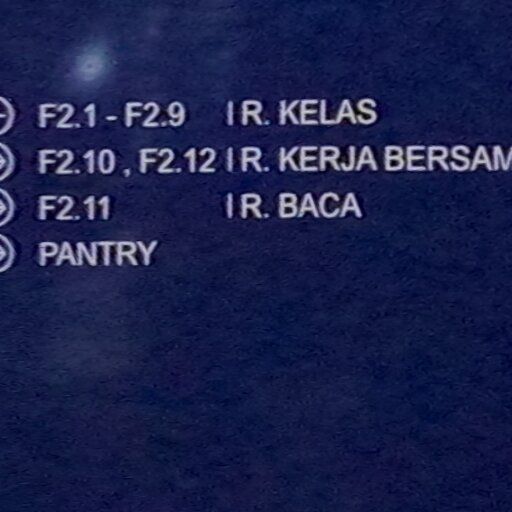 F2.1 - F2.9 | R. KELAS
F2.10 , F2.12 | R. KERJA BERSAM
F2.11 | R. BACA
PANTRY